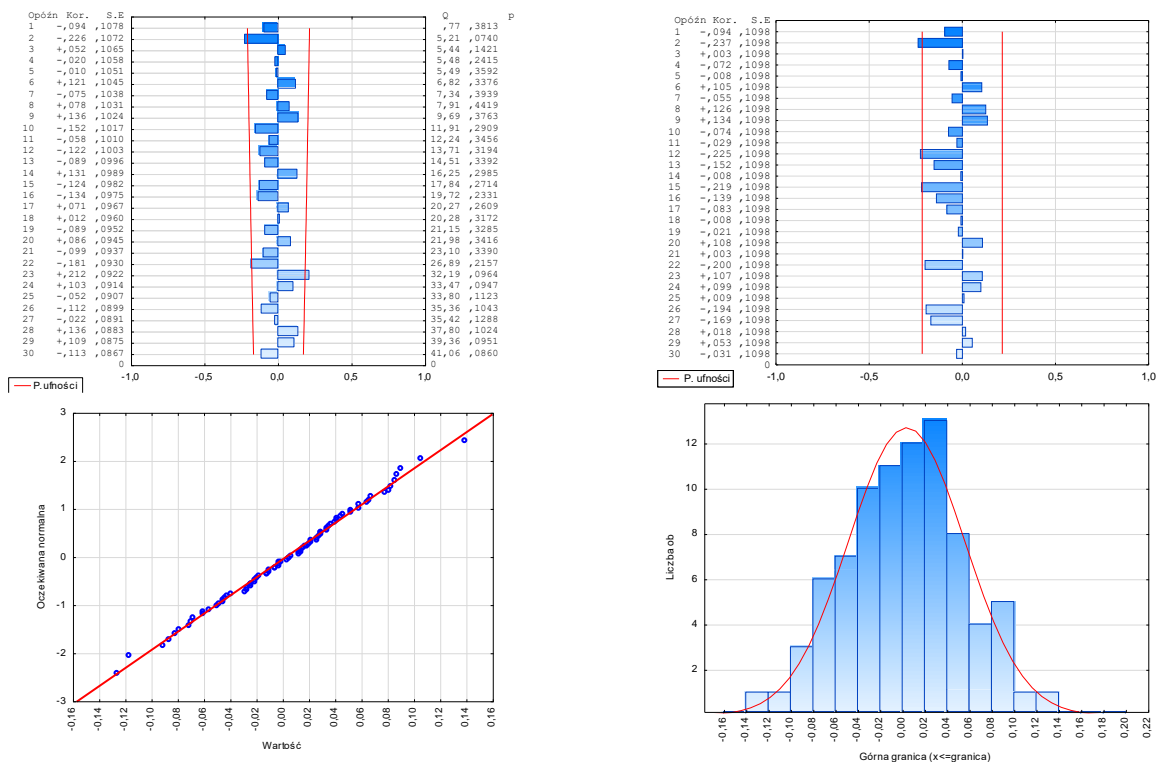 Opóźn Kor. S.E Q p
1 -,094 ,1078 ,77 ,3813
2 -,226 ,1072 5,21 ,0740
3 +,052 ,1065 5,44 ,1421
4 -,020 ,1058 5,48 ,2415
5 -,010 ,1051 5,49 ,3592
6 +,121 ,1045 6,82 ,3376
7 -,075 ,1038 7,34 ,3939
8 +,078 ,1031 7,91 ,4419
9 +,136 ,1024 9,69 ,3763
10 -,152 ,1017 11,91 ,2909
11 -,058 ,1010 12,24 ,3456
12 -,122 ,1003 13,71 ,3194
13 -,089 ,0996 14,51 ,3392
14 +,131 ,0989 16,25 ,2985
15 -,124 ,0982 17,84 ,2714
16 -,134 ,0975 19,72 ,2331
17 +,071 ,0967 20,27 ,2609
18 +,012 ,0960 20,28 ,3172
19 -,089 ,0952 21,15 ,3285
20 +,086 ,0945 21,98 ,3416
21 -,099 ,0937 23,10 ,3390
22 -,181 ,0930 26,89 ,2157
23 +,212 ,0922 32,19 ,0964
24 +,103 ,0914 33,47 ,0947
25 -,052 ,0907 33,80 ,1123
26 -,112 ,0899 35,36 ,1043
27 -,022 ,0891 35,42 ,1288
28 +,136 ,0883 37,80 ,1024
29 +,109 ,0875 39,36 ,0951
30 -,113 ,0867 41,06 ,0860
0 0
-1,0 -0,5 0,0 0,5 1,0
P. ufności
Opóźn Kor. S.E
1 -,094 ,1098
2 -,237 ,1098
3 +,003 ,1098
4 -,072 ,1098
5 -,008 ,1098
6 +,105 ,1098
7 -,055 ,1098
8 +,126 ,1098
9 +,134 ,1098
10 -,074 ,1098
11 -,029 ,1098
12 -,225 ,1098
13 -,152 ,1098
14 -,008 ,1098
15 -,219 ,1098
16 -,139 ,1098
17 -,083 ,1098
18 -,008 ,1098
19 -,021 ,1098
20 +,108 ,1098
21 +,003 ,1098
22 -,200 ,1098
23 +,107 ,1098
24 +,099 ,1098
25 +,009 ,1098
26 -,194 ,1098
27 -,169 ,1098
28 +,018 ,1098
29 +,053 ,1098
30 -,031 ,1098
0
-1,0 -0,5 0,0 0,5 1,0
P. ufności
Oczekiwana normalna
3
2
1
0
-1
-2
-3
-0,16 -0,14 -0,12 -0,10 -0,08 -0,06 -0,04 -0,02 0,00 0,02 0,04 0,06 0,08 0,10 0,12 0,14 0,16
Wartość
Liczba ob
12
10
8
6
4
2
-0,16 -0,14 -0,12 -0,10 -0,08 -0,06 -0,04 -0,02 0,00 0,02 0,04 0,06 0,08 0,10 0,12 0,14 0,16 0,18 0,20 0,22
Górna granica (x<=granica)